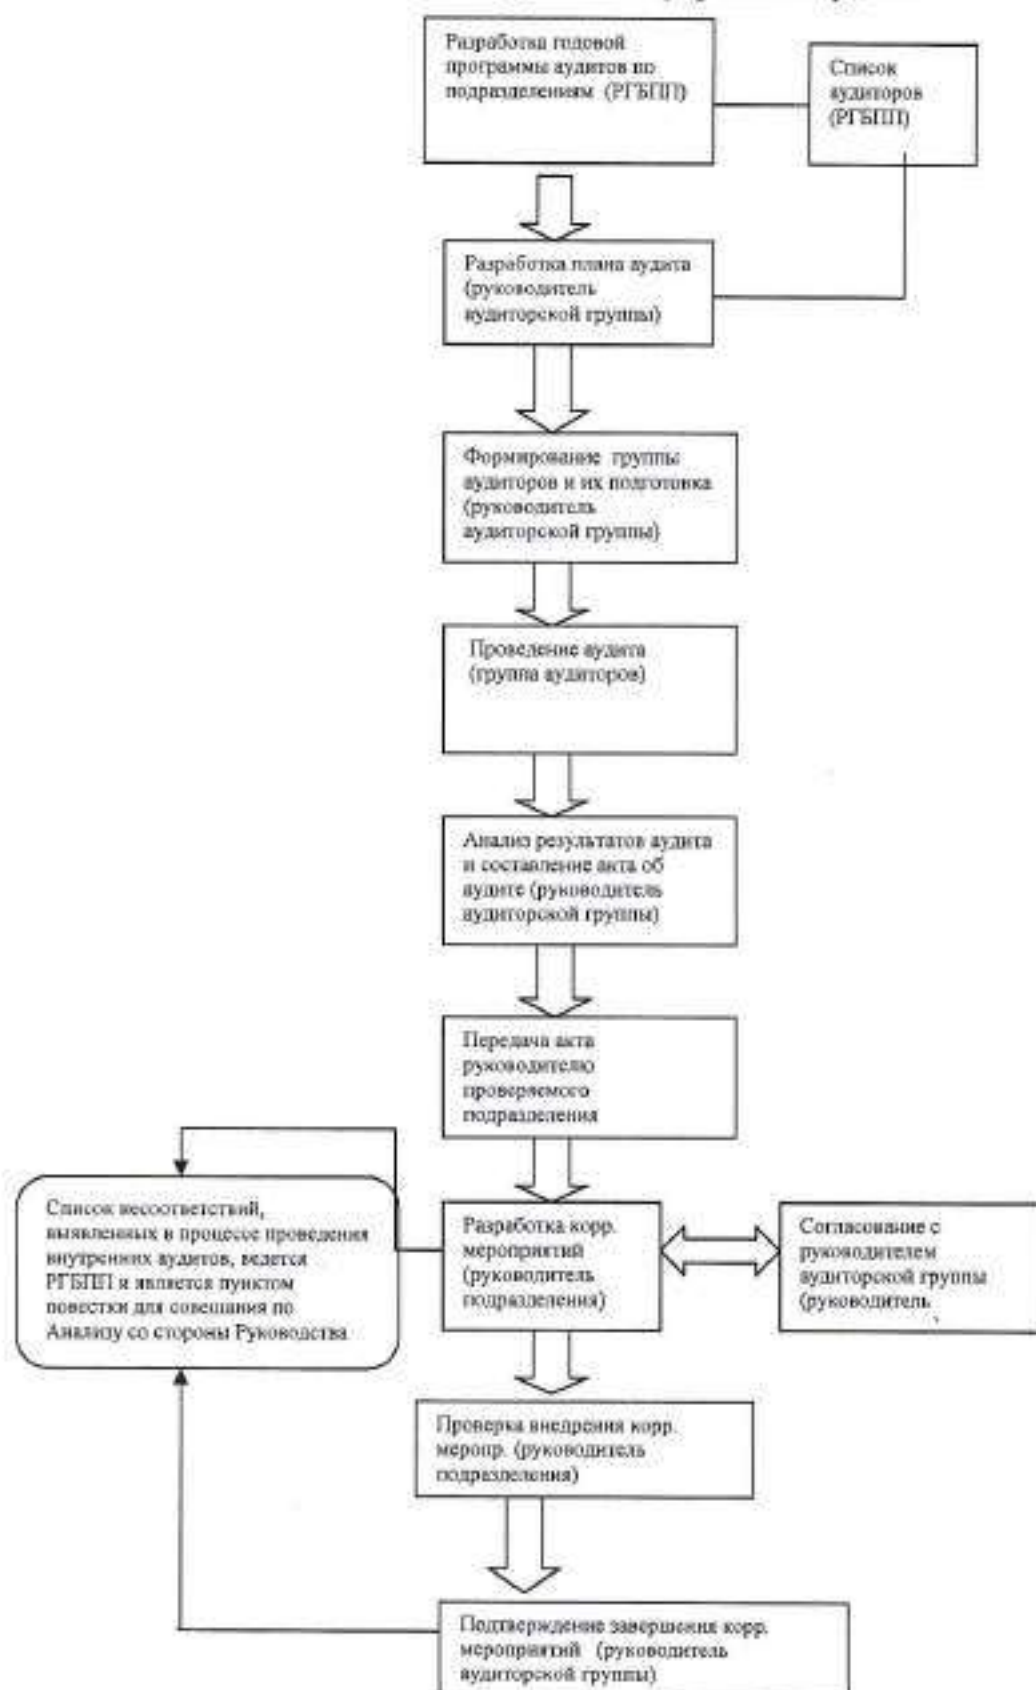 Разработка годовой
программы аудитов по
подразделениям (РГБПП)
Список
аудиторов
(РГБПП)
Разработка плана аудита
(руководитель
аудиторской группы)
Формирование группы
аудиторов и их подготовка
(руководитель
аудиторской группы)
Проведение аудита
(группа аудиторов)
Анализ результатов аудита
и составление акта об
аудите (руководитель
аудиторской группы)
Передача акта
руководителю
проверяемого
подразделения
Список несоответствий,
выявленных в процессе проведения
внутренних аудитов, ведется
РГБПП и является пунктом
повестки для совещания по
Анализу со стороны Руководства
Разработка корр.
мероприятий
(руководитель
подразделения)
Согласование с
руководителем
аудиторской группы
(руководитель
Проверка внедрения корр.
меропр. (руководитель
подразделения)
Подтверждение завершения корр.
мероприятий (руководитель
аудиторской группы)